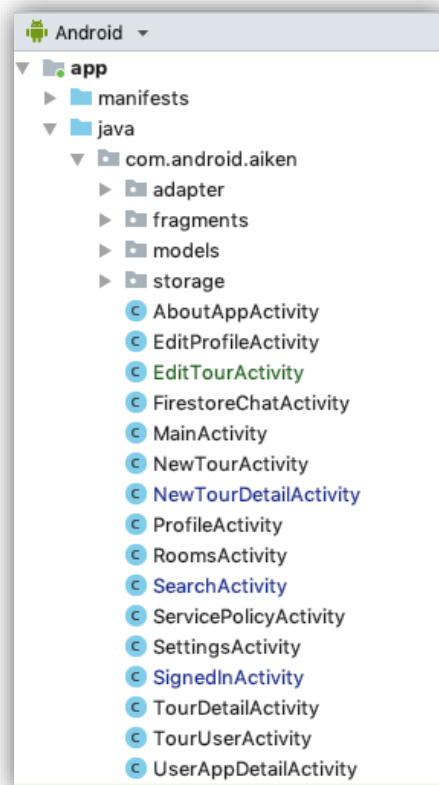 Android
app
manifests
java
com.android.aiken
adapter
fragments
models
storage
C AboutAppActivity
C EditProfileActivity
C EditTourActivity
C FirestoreChatActivity
C MainActivity
C NewTourActivity
C NewTourDetailActivity
C ProfileActivity
C RoomsActivity
C SearchActivity
C ServicePolicyActivity
C SettingsActivity
C SignedInActivity
C TourDetailActivity
C TourUserActivity
C UserAppDetailActivity